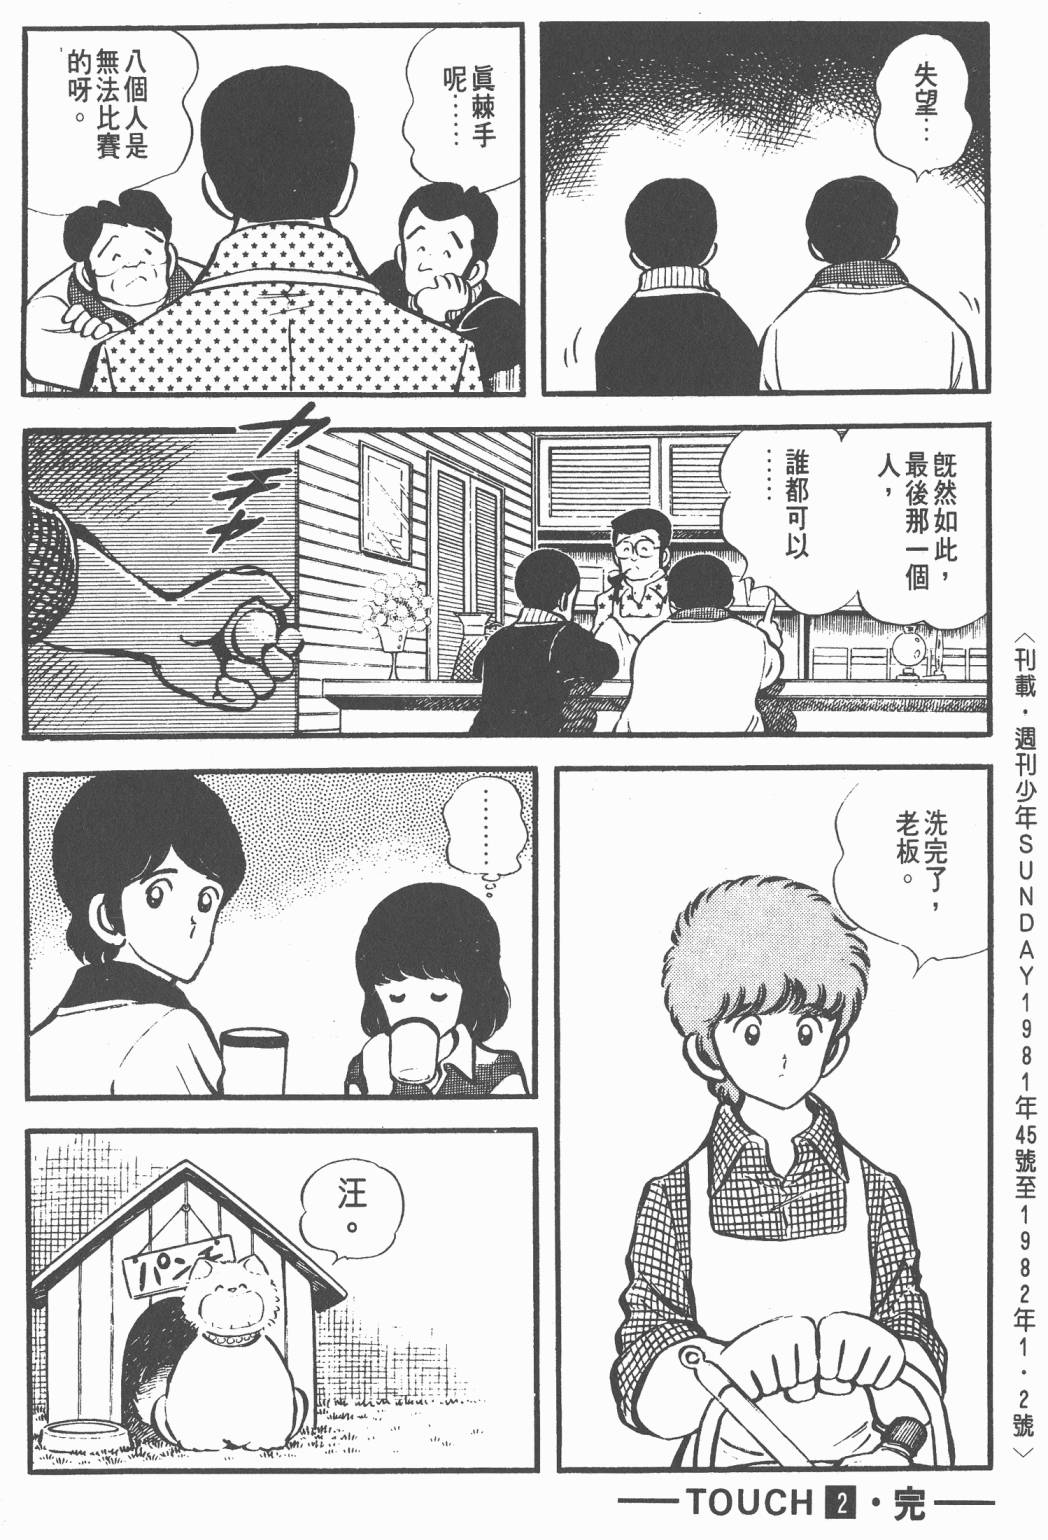 失望…
眞棘手
呢……
八個人是
無法比賽
的呀。
旣然如此，
最後那一個
人，
誰都可以
……
ガチャ
洗完了，
老板。
………
パンチ
汪。
〈刊載・週刊少年SUNDAY1981年45號至1982年1・2號〉
TOUCH 2・完